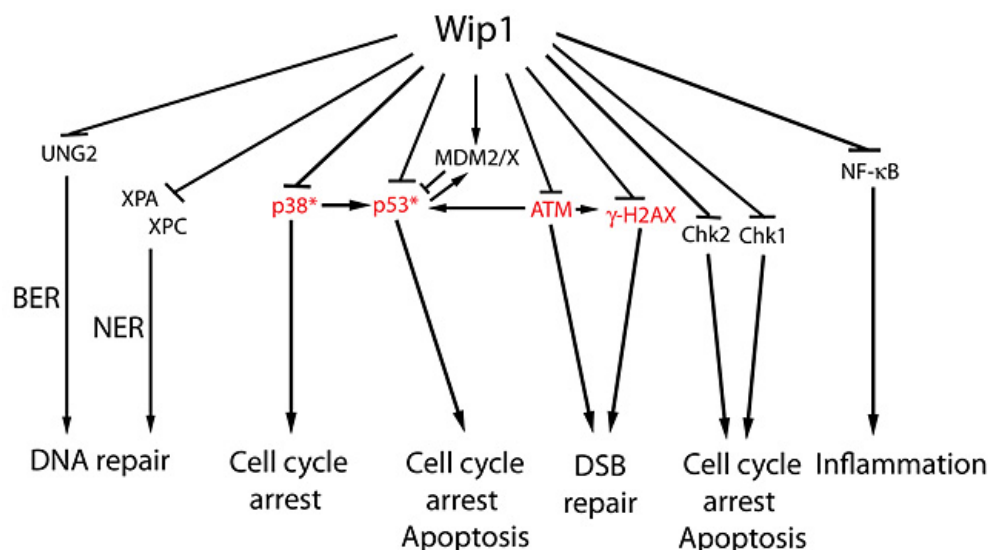 Wip1
UNG2
MDM2/X
NF-κB
XPA
XPC
p38*
p53*
ATM
γ-H2AX
Chk2
Chk1
BER
NER
DNA repair
Cell cycle
arrest
Cell cycle
arrest
Apoptosis
DSB
repair
Cell cycle
arrest
Apoptosis
Inflammation